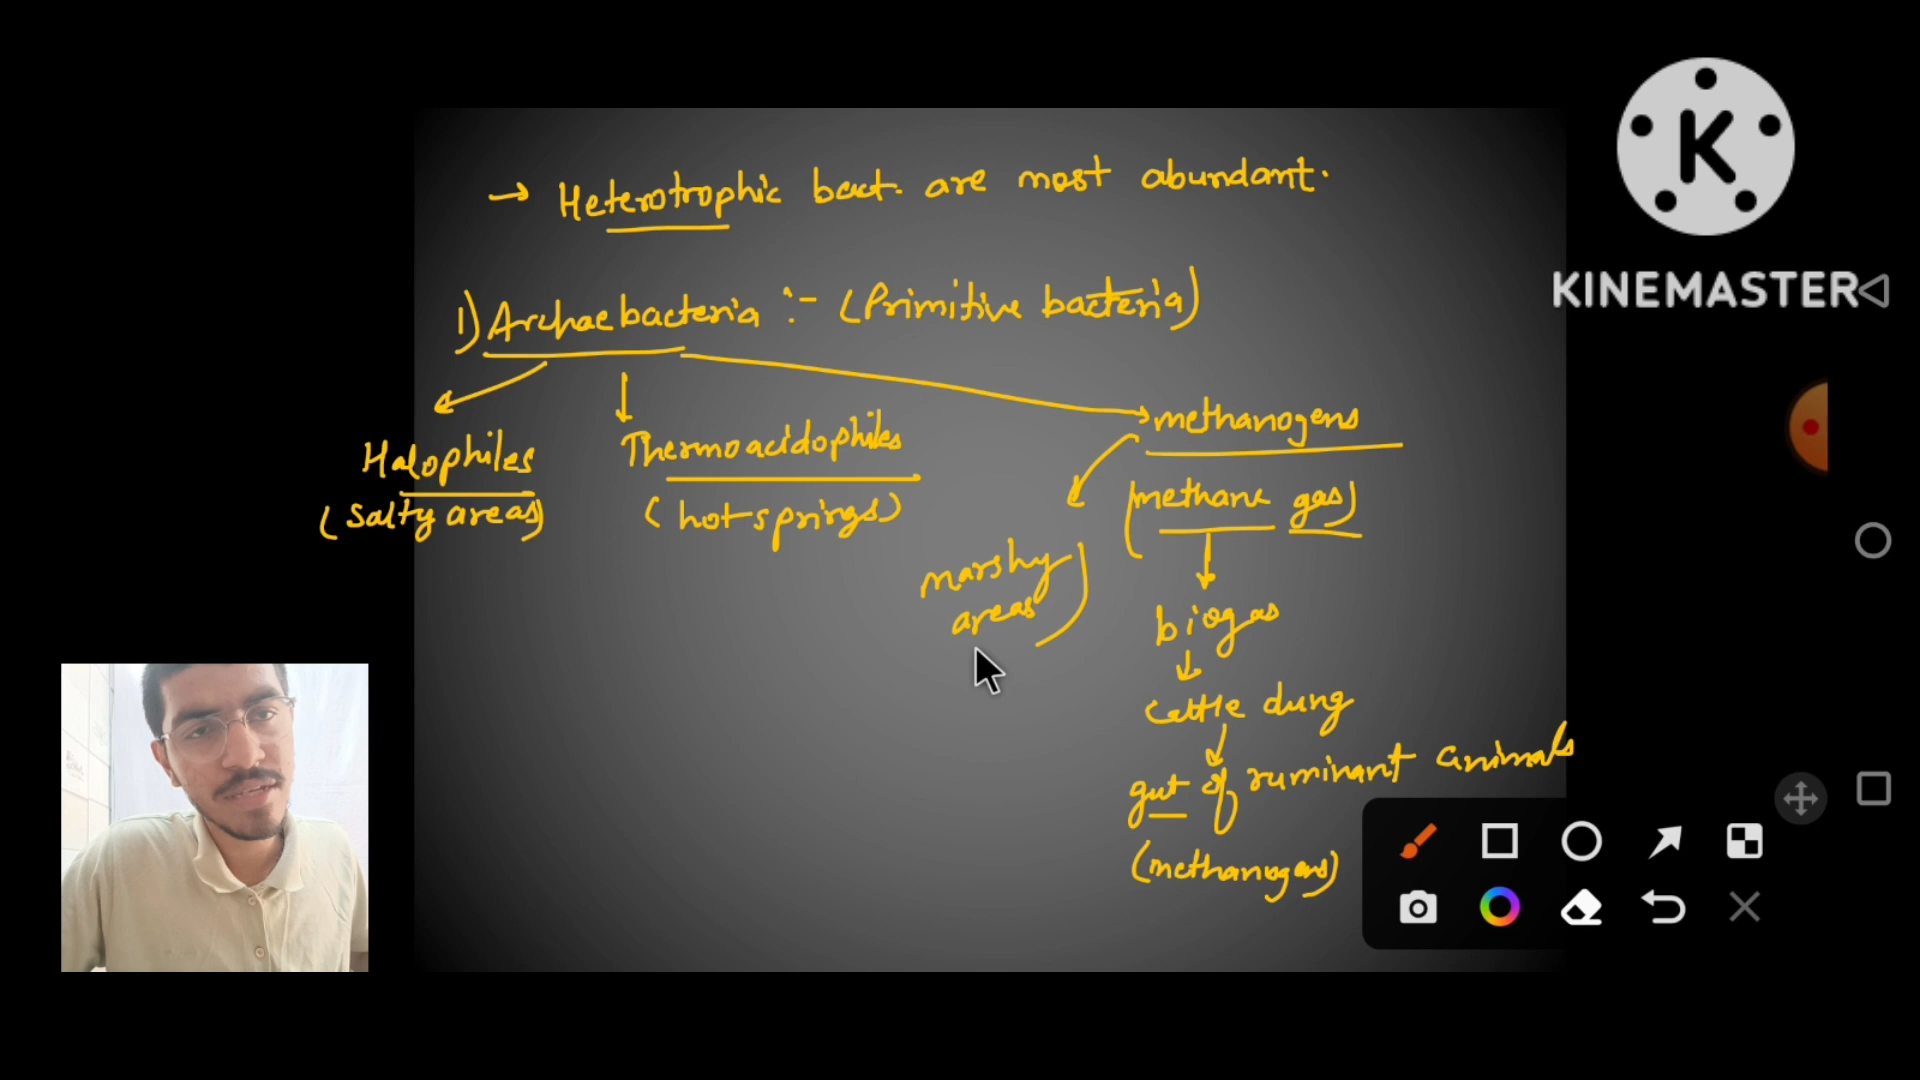 → Heterotrophic bact. are most abundant.
1) Archaebacteria :- (Primitive bacteria)
Halophiles
(Salty areas)
Thermoacidophiles
(hot springs)
methanogens
(methane gas)
marshy
areas)
biogas
Cattle dung
gut of ruminant animals
(methanogens)
K
KINEMASTER